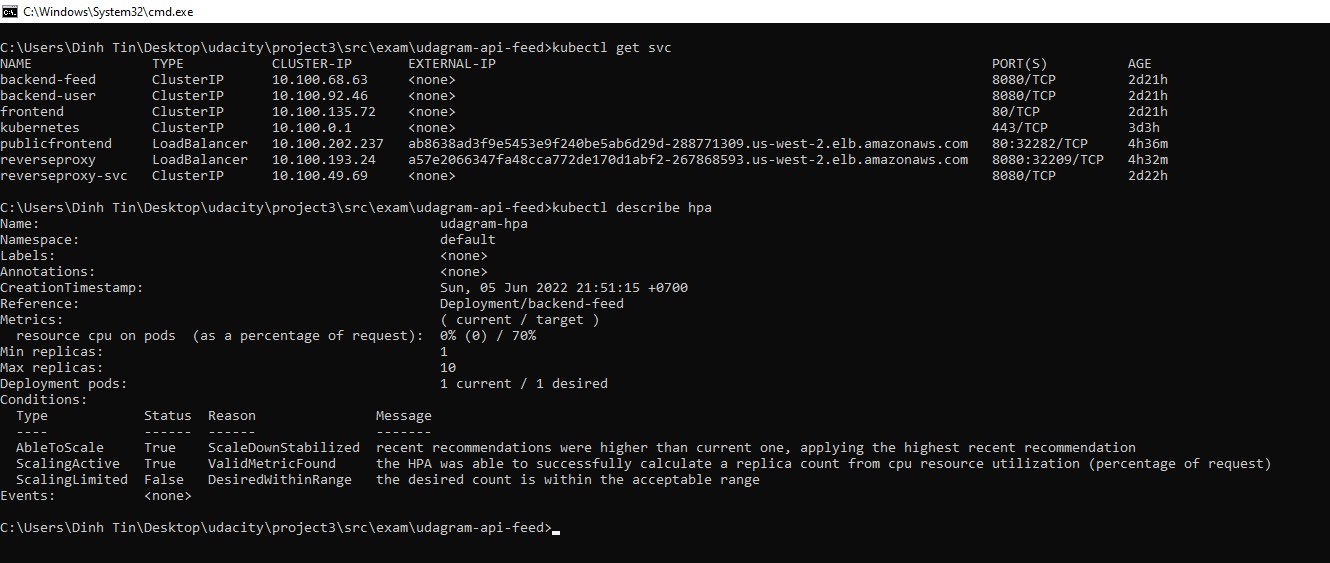 C:\Windows\System32\cmd.exe
C:\Users\Dinh Tin\Desktop\udacity\project3\src\exam\udagram-api-feed>kubectl get svc
NAME TYPE CLUSTER-IP EXTERNAL-IP PORT(S) AGE
backend-feed ClusterIP 10.100.68.63 <none> 8080/TCP 2d21h
backend-user ClusterIP 10.100.92.46 <none> 8080/TCP 2d21h
frontend ClusterIP 10.100.135.72 <none> 80/TCP 2d21h
kubernetes ClusterIP 10.100.0.1 <none> 443/TCP 3d3h
publicfrontend LoadBalancer 10.100.202.237 ab8638ad3f9e5453e9f240be5ab6d29d-288771309.us-west-2.elb.amazonaws.com 80:32282/TCP 4h36m
reverseproxy LoadBalancer 10.100.193.24 a57e2066347fa48cca772de170d1abf2-267868593.us-west-2.elb.amazonaws.com 8080:32209/TCP 4h32m
reverseproxy-svc ClusterIP 10.100.49.69 <none> 8080/TCP 2d22h
C:\Users\Dinh Tin\Desktop\udacity\project3\src\exam\udagram-api-feed>kubectl describe hpa
Name: udagram-hpa
Namespace: default
Labels: <none>
Annotations: <none>
CreationTimestamp: Sun, 05 Jun 2022 21:51:15 +0700
Reference: Deployment/backend-feed
Metrics: ( current / target )
resource cpu on pods (as a percentage of request): 0% (0) / 70%
Min replicas: 1
Max replicas: 10
Deployment pods: 1 current / 1 desired
Conditions:
Type Status Reason Message
---- ------ ------ -------
AbleToScale True ScaleDownStabilized recent recommendations were higher than current one, applying the highest recent recommendation
ScalingActive True ValidMetricFound the HPA was able to successfully calculate a replica count from cpu resource utilization (percentage of request)
ScalingLimited False DesiredWithinRange the desired count is within the acceptable range
Events: <none>
C:\Users\Dinh Tin\Desktop\udacity\project3\src\exam\udagram-api-feed>